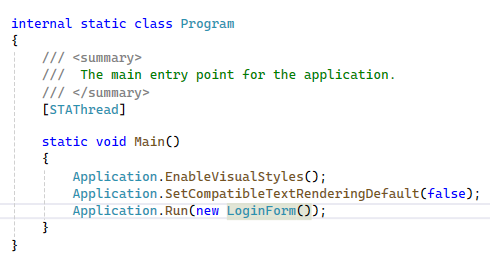 internal static class Program
{
    /// <summary>
    ///  The main entry point for the application.
    /// </summary>
    [STAThread]

    static void Main()
    {
        Application.EnableVisualStyles();
        Application.SetCompatibleTextRenderingDefault(false);
        Application.Run(new LoginForm());
    }
}